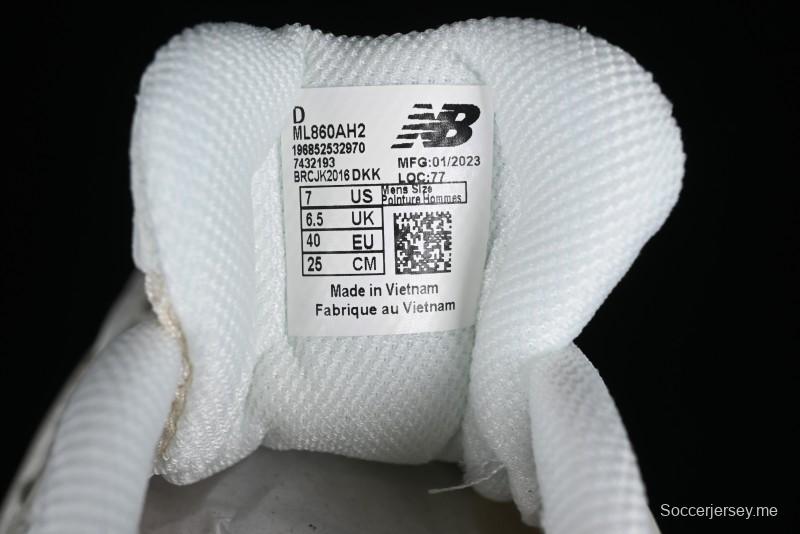 D
ML860AH2
NB
196852532970
7432193
MFG:01/2023
BRCJK2016 DKK
LOC:77
7 US
Mens Size
Pointure Hommes
6.5 UK
40 EU
25 CM
Made in Vietnam
Fabrique au Vietnam
Soccerjersey.me